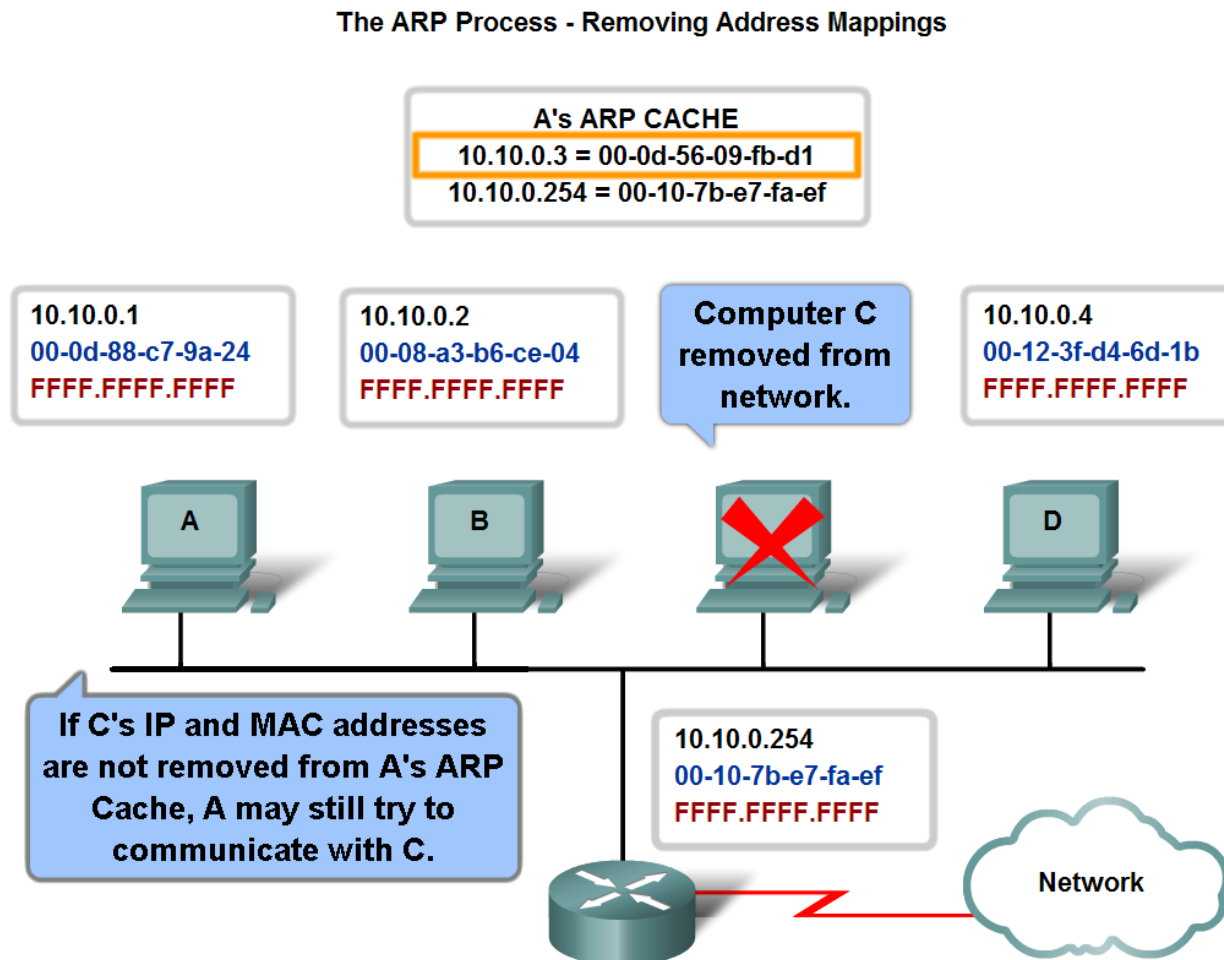 The ARP Process - Removing Address Mappings
A's ARP CACHE
10.10.0.3 = 00-0d-56-09-fb-d1
10.10.0.254 = 00-10-7b-e7-fa-ef
10.10.0.1
00-0d-88-c7-9a-24
FFFF.FFFF.FFFF
10.10.0.2
00-08-a3-b6-ce-04
FFFF.FFFF.FFFF
Computer C
removed from
network.
10.10.0.4
00-12-3f-d4-6d-1b
FFFF.FFFF.FFFF
A
B
D
If C's IP and MAC addresses
are not removed from A's ARP
Cache, A may still try to
communicate with C.
10.10.0.254
00-10-7b-e7-fa-ef
FFFF.FFFF.FFFF
Network